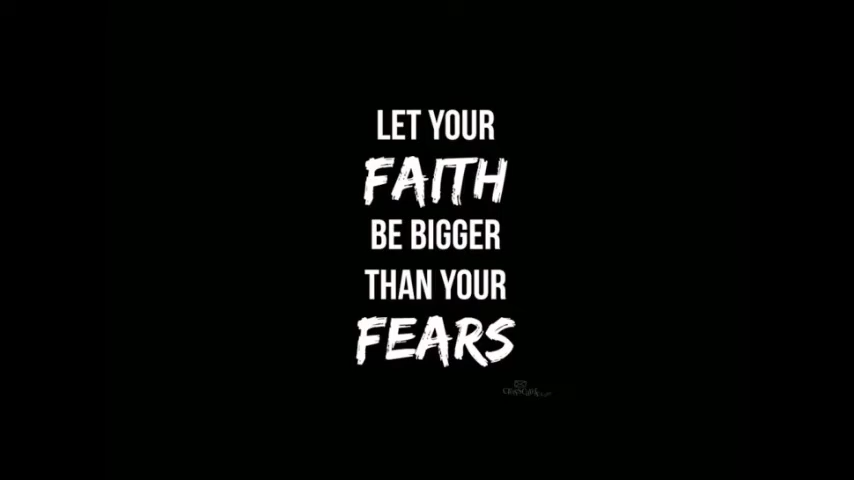 LET YOUR
FAITH
BE BIGGER
THAN YOUR
FEARS